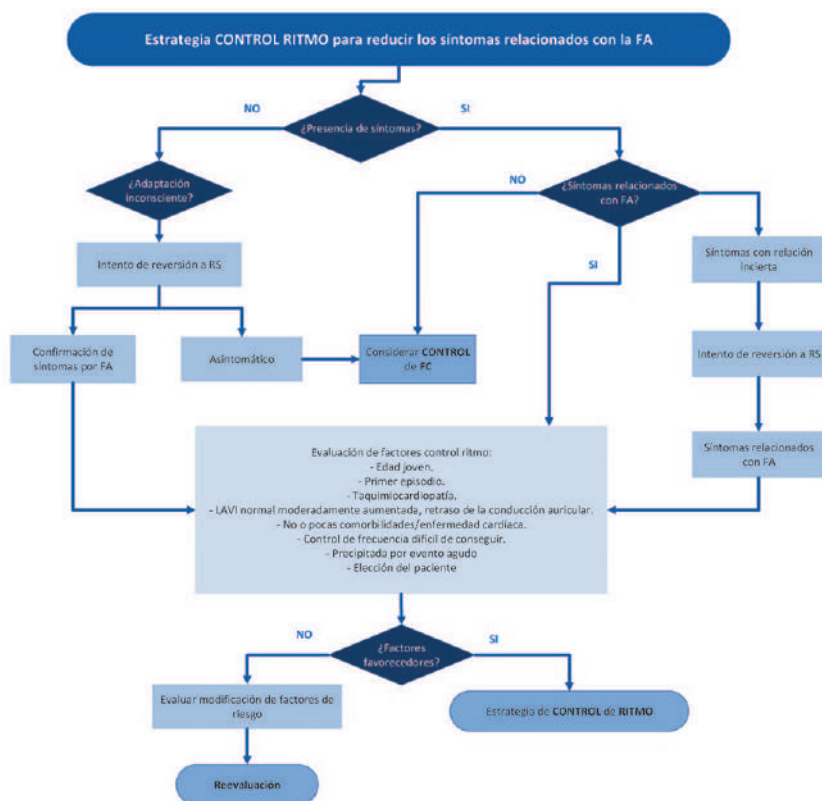 Estrategia CONTROL RITMO para reducir los síntomas relacionados con la FA
NO
SI
¿Presencia de síntomas?
¿Adaptación
inconsciente?
NO
¿Síntomas relacionados
con FA?
Intento de reversión a RS
SI
Síntomas con relación
incierta
Confirmación de
síntomas por FA
Asintomático
Considerar CONTROL
de FC
Intento de reversión a RS
Síntomas relacionados
con FA
Evaluación de factores control ritmo:
- Edad joven.
- Primer episodio.
- Taquimiocardiopatía.
- LAVI normal moderadamente aumentada, retraso de la conducción auricular.
- No o pocas comorbilidades/enfermedad cardíaca.
- Control de frecuencia difícil de conseguir.
- Precipitada por evento agudo
- Elección del paciente
NO
SI
¿Factores
favorecedores?
Evaluar modificación de factores de
riesgo
Estrategia de CONTROL de RITMO
Reevaluación